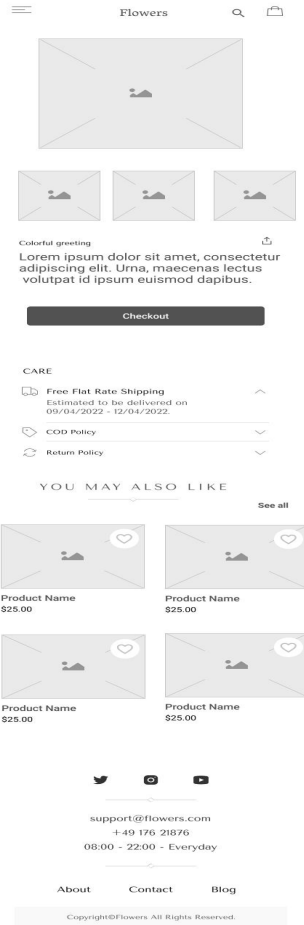 Flowers
Colorful greeting
Lorem ipsum dolor sit amet, consectetur
adipiscing elit. Urna, maecenas lectus
volutpat id ipsum euismod dapibus.
Checkout
CARE
Free Flat Rate Shipping
Estimated to be delivered on
09/04/2022 - 12/04/2022.
COD Policy
Return Policy
YOU MAY ALSO LIKE
See all
Product Name
$25.00
Product Name
$25.00
Product Name
$25.00
Product Name
$25.00
support@flowers.com
+49 176 21876
08:00 - 22:00 - Everyday
About Contact Blog
Copyright©Flowers All Rights Reserved.